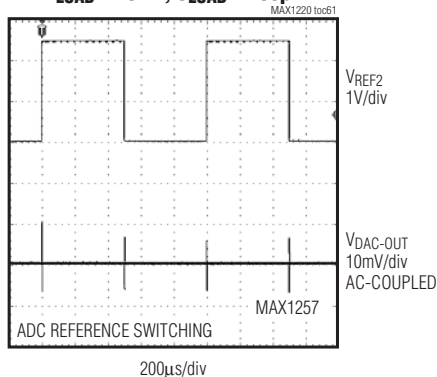 MAX1220 toc61
VREF2
1V/div
VDAC-OUT
10mV/div
AC-COUPLED
MAX1257
ADC REFERENCE SWITCHING
200µs/div